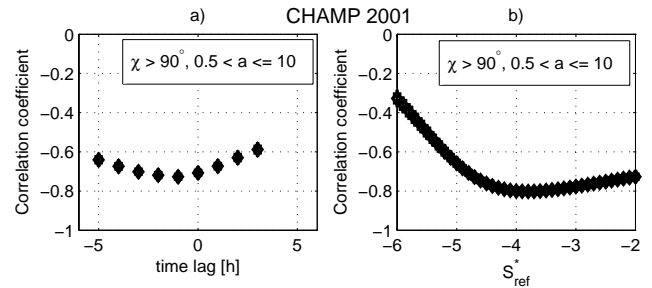 a) CHAMP 2001 b)
χ > 90°, 0.5 < a <= 10
Correlation coefficient
0
−0.2
−0.4
−0.6
−0.8
−1
−5 0 5
time lag [h]
χ > 90°, 0.5 < a <= 10
Correlation coefficient
0
−0.2
−0.4
−0.6
−0.8
−1
−6 −5 −4 −3 −2
S*ref